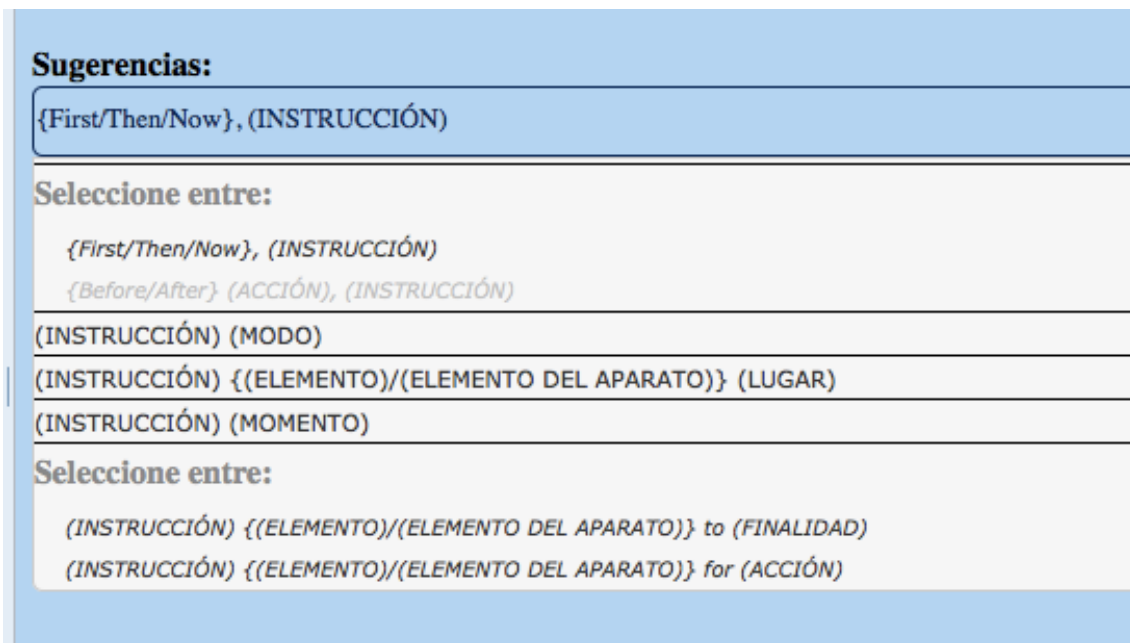 Sugerencias:
{First/Then/Now}, (INSTRUCCIÓN)
Seleccione entre:
{First/Then/Now}, (INSTRUCCIÓN)
{Before/After} (ACCIÓN), (INSTRUCCIÓN)
(INSTRUCCIÓN) (MODO)
(INSTRUCCIÓN) {(ELEMENTO)/(ELEMENTO DEL APARATO)} (LUGAR)
(INSTRUCCIÓN) (MOMENTO)
Seleccione entre:
(INSTRUCCIÓN) {(ELEMENTO)/(ELEMENTO DEL APARATO)} to (FINALIDAD)
(INSTRUCCIÓN) {(ELEMENTO)/(ELEMENTO DEL APARATO)} for (ACCIÓN)